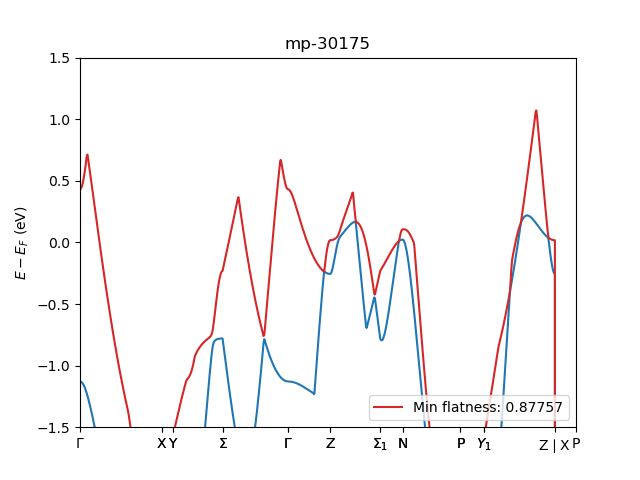 mp-30175
E − E_F (eV)
1.5
1.0
0.5
0.0
−0.5
−1.0
−1.5
Min flatness: 0.87757
Γ X Y Σ Γ Z Σ₁ N P Y₁ Z | X P